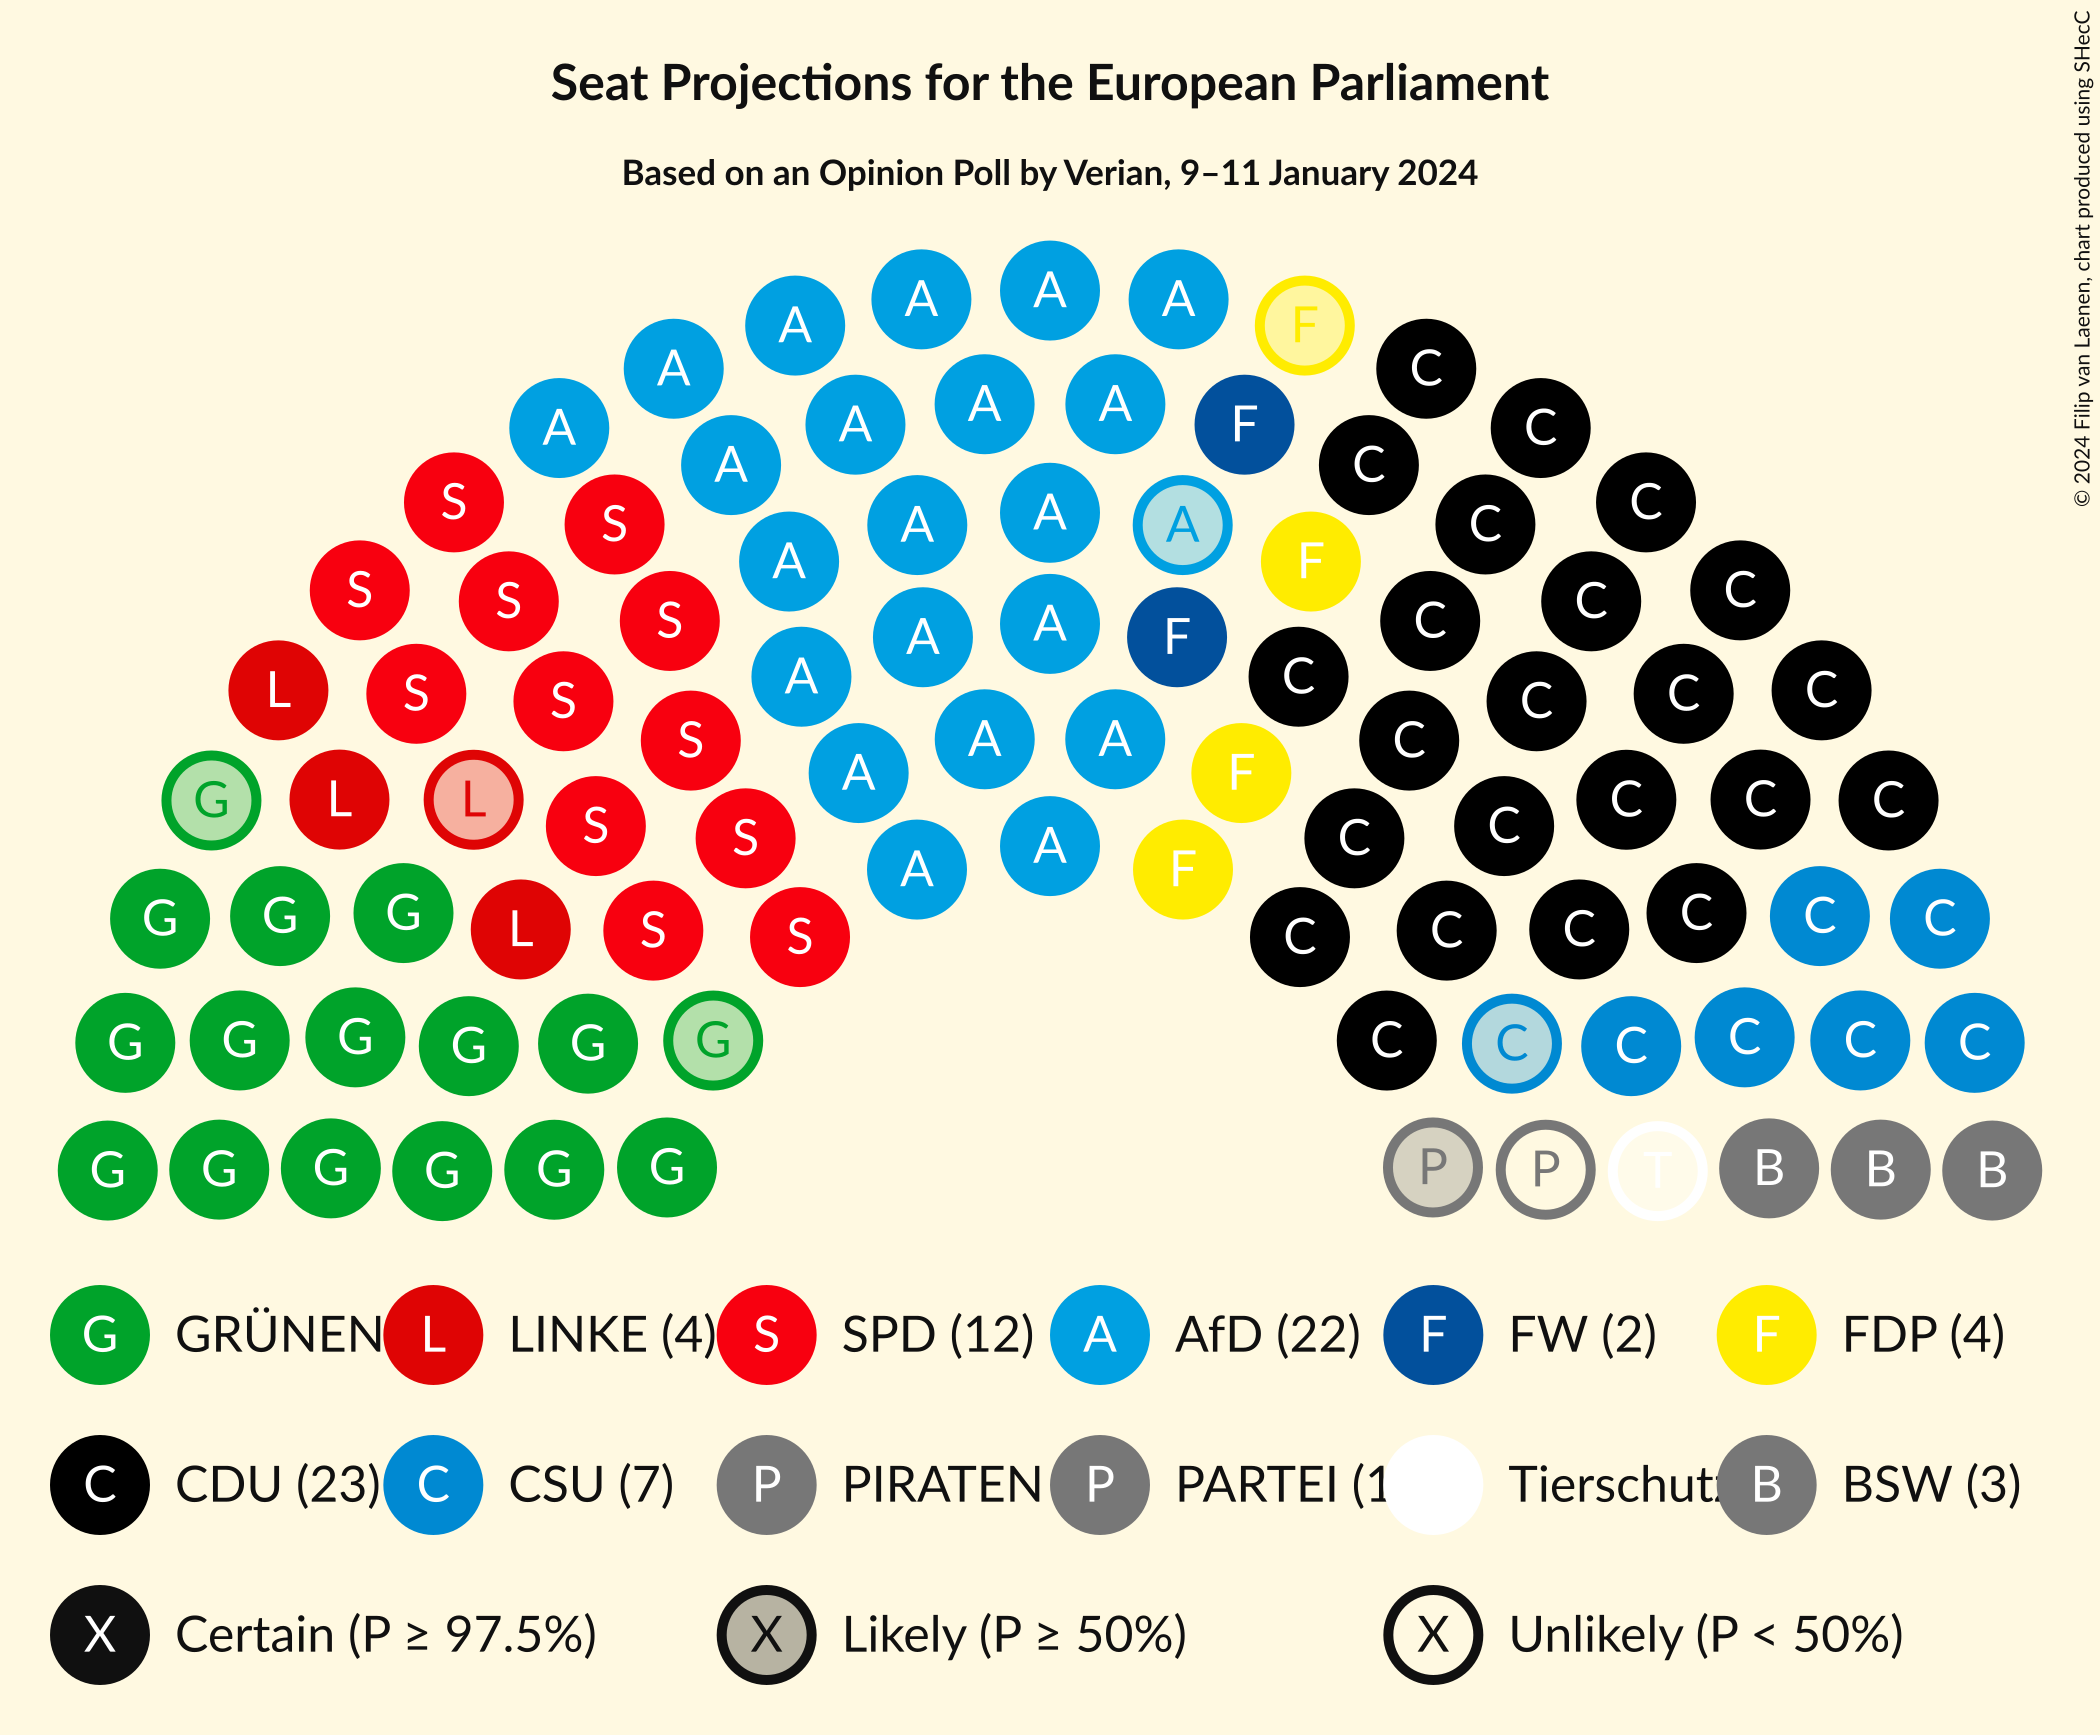 Seat Projections for the European Parliament
Based on an Opinion Poll by Verian, 9–11 January 2024
© 2024 Filip van Laenen, chart produced using SHecC
A A A A A A F C C
A A A A F C
S S A A A A F C C C
S S S A A A F C C C C
L S S S A A A F C C C C C
G L L S S A A A F C C C C C
G G G L S S C C C C C C
G G G G G G C C C C C C
G G G G G G P P T B B B
G GRÜNEN L LINKE (4) S SPD (12) A AfD (22) F FW (2) F FDP (4)
C CDU (23) C CSU (7) P PIRATEN P PARTEI (1 Tierschutz B BSW (3)
X Certain (P ≥ 97.5%) X Likely (P ≥ 50%) X Unlikely (P < 50%)